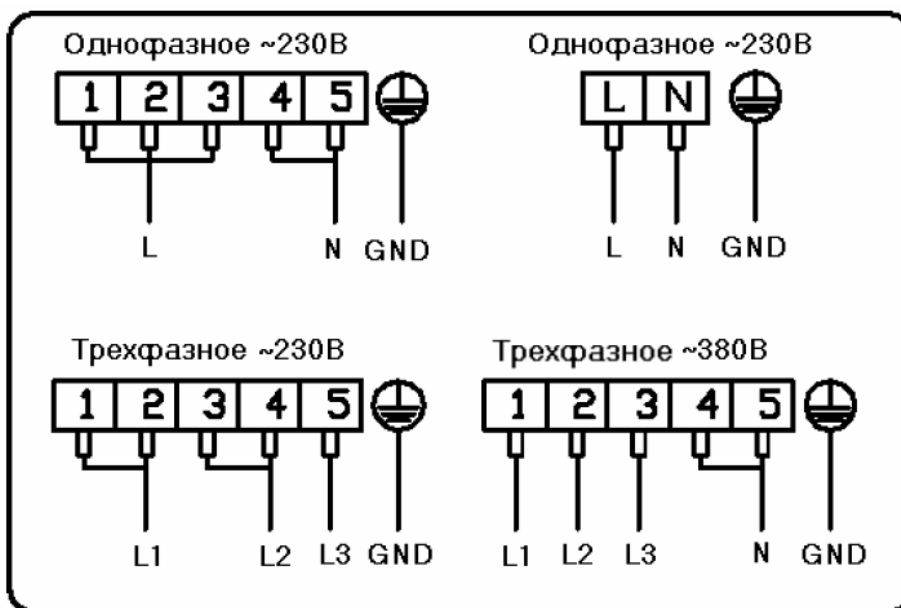 Однофазное ~230В
1 2 3 4 5
L N GND
Однофазное ~230В
L N
L N GND
Трехфазное ~230В
1 2 3 4 5
L1 L2 L3 GND
Трехфазное ~380В
1 2 3 4 5
L1 L2 L3 N GND